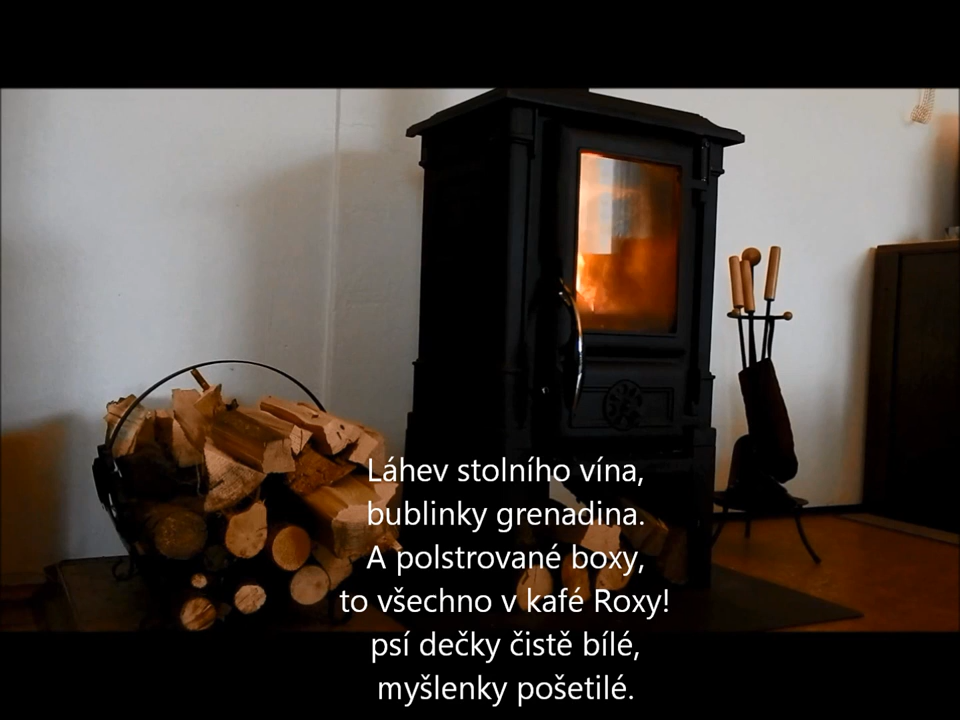 Láhev stolního vína,
bublinky grenadina.
A polstrované boxy,
to všechno v kafé Roxy!
psí dečky čistě bílé,
myšlenky pošetilé.